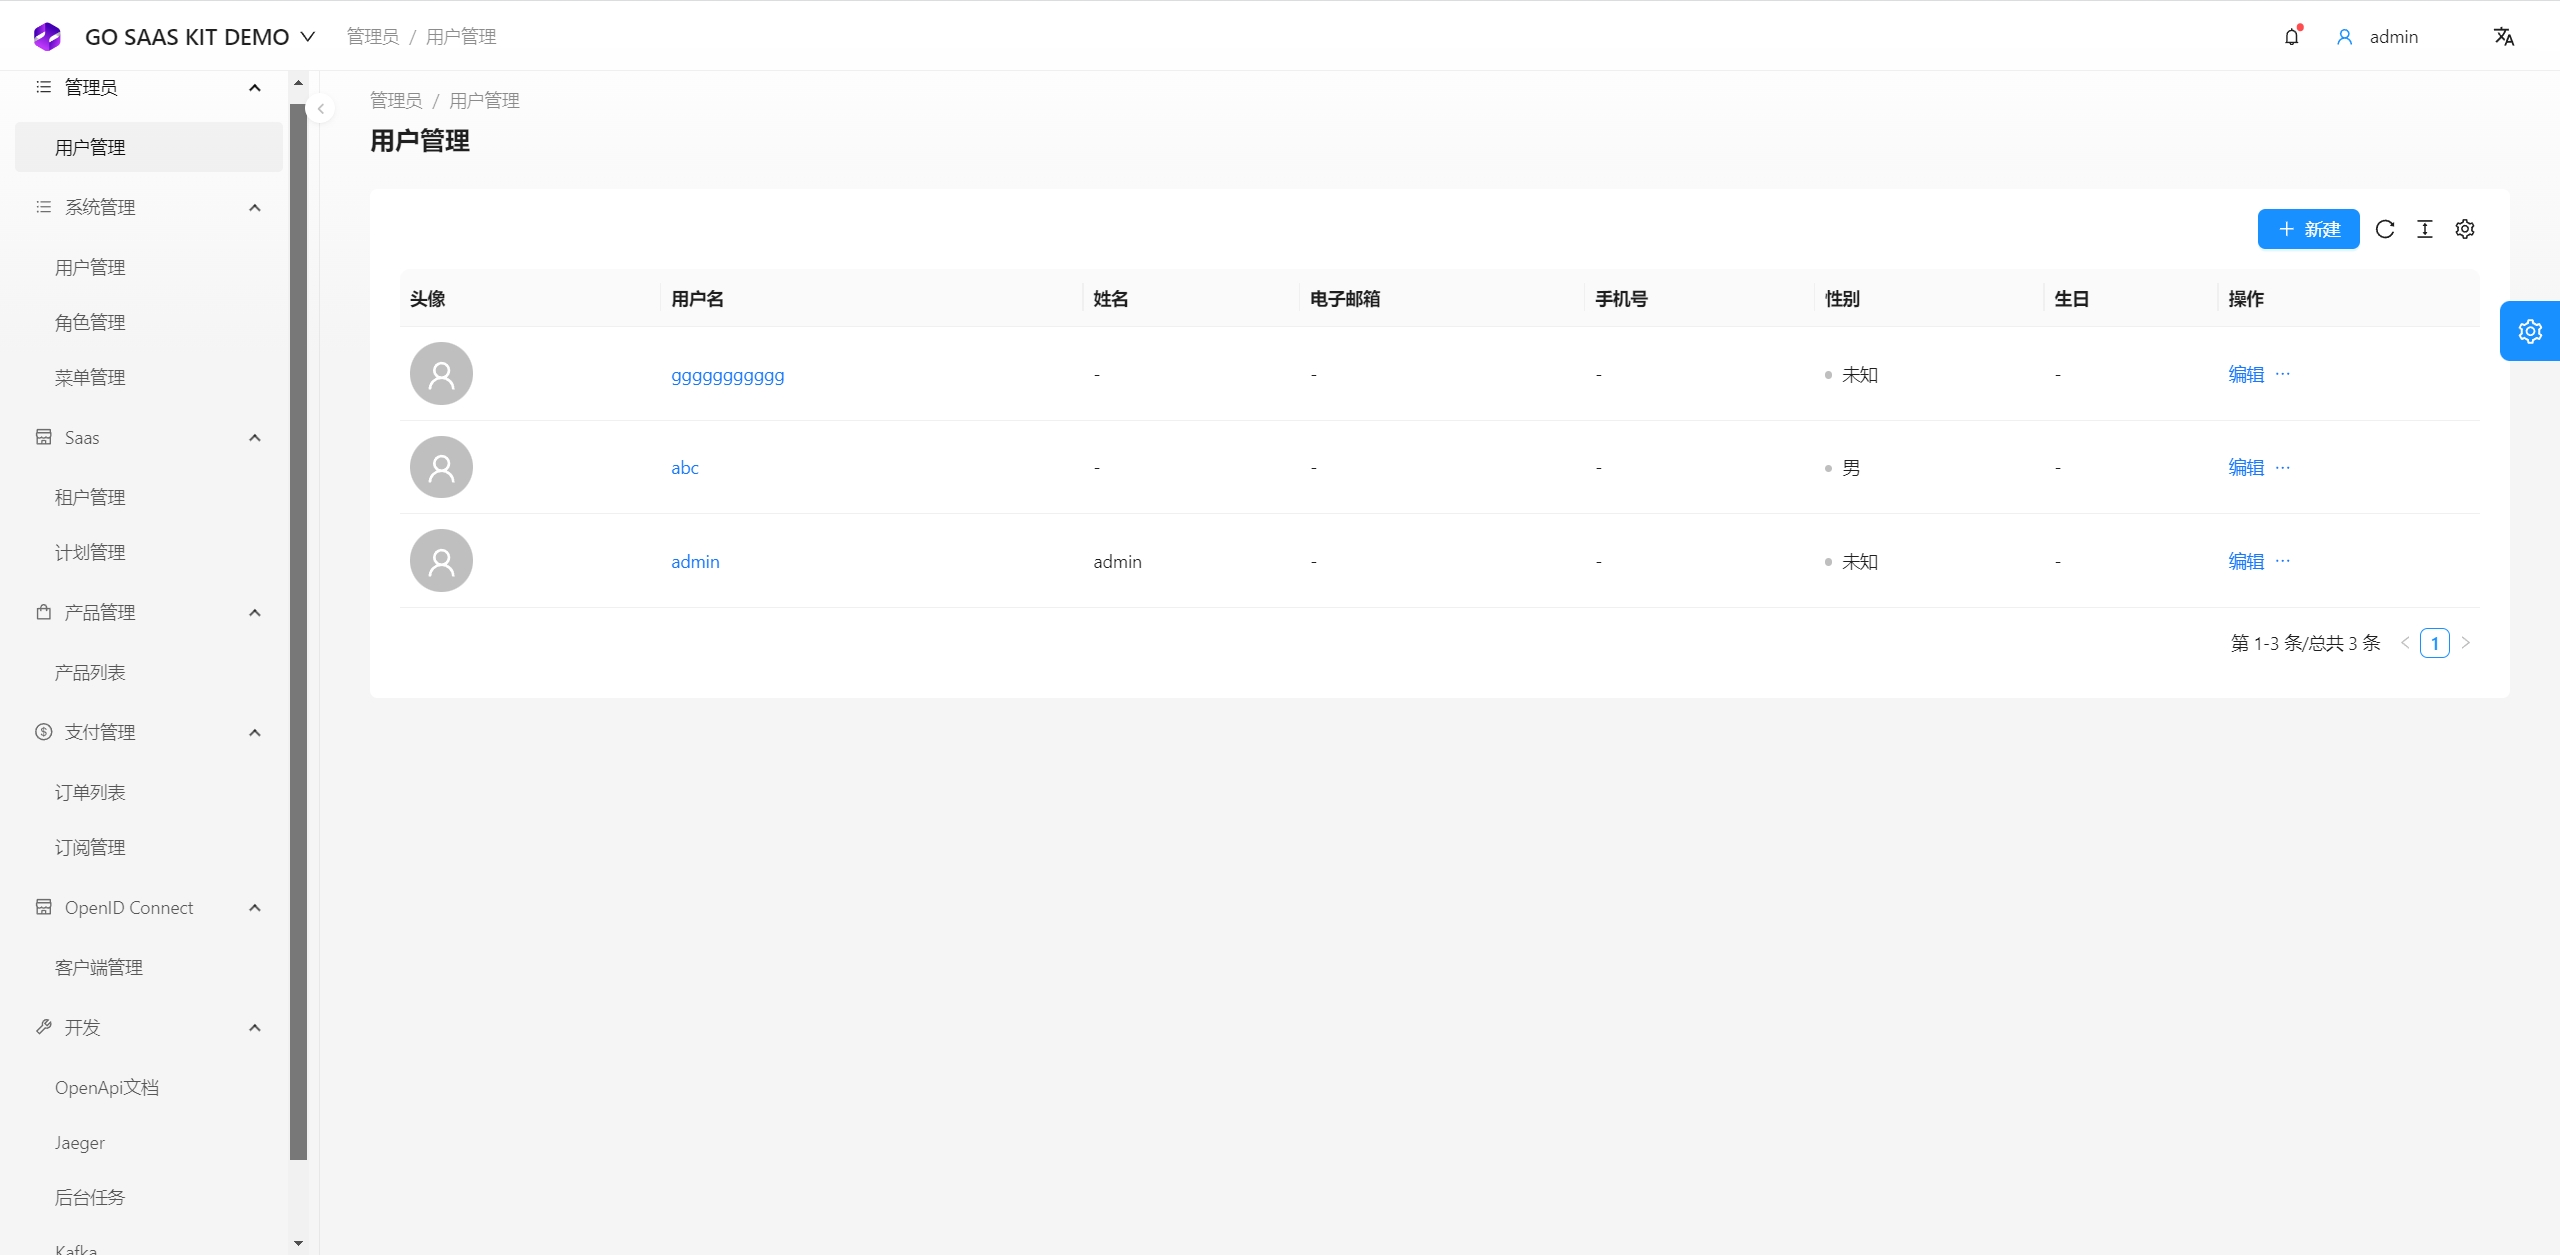 GO SAAS KIT DEMO
管理员 / 用户管理
admin
管理员
用户管理
系统管理
用户管理
角色管理
菜单管理
Saas
租户管理
计划管理
产品管理
产品列表
支付管理
订单列表
订阅管理
OpenID Connect
客户端管理
开发
OpenApi文档
Jaeger
后台任务
Kafka
管理员 / 用户管理
用户管理
新建
头像 用户名 姓名 电子邮箱 手机号 性别 生日 操作
ggggggggggg - - - 未知 - 编辑 ···
abc - - - 男 - 编辑 ···
admin admin - - 未知 - 编辑 ···
第 1-3 条/总共 3 条 < 1 >